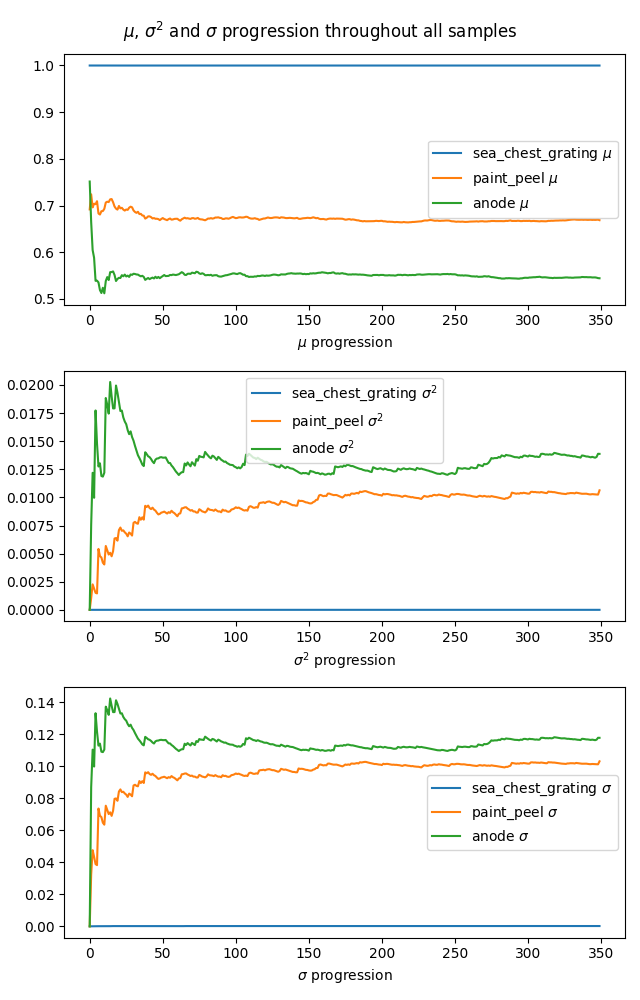 μ, σ² and σ progression throughout all samples
1.0
0.9
0.8
0.7
0.6
0.5
sea_chest_grating μ
paint_peel μ
anode μ
0 50 100 150 200 250 300 350
μ progression
0.0200
0.0175
0.0150
0.0125
0.0100
0.0075
0.0050
0.0025
0.0000
sea_chest_grating σ²
paint_peel σ²
anode σ²
0 50 100 150 200 250 300 350
σ² progression
0.14
0.12
0.10
0.08
0.06
0.04
0.02
0.00
sea_chest_grating σ
paint_peel σ
anode σ
0 50 100 150 200 250 300 350
σ progression